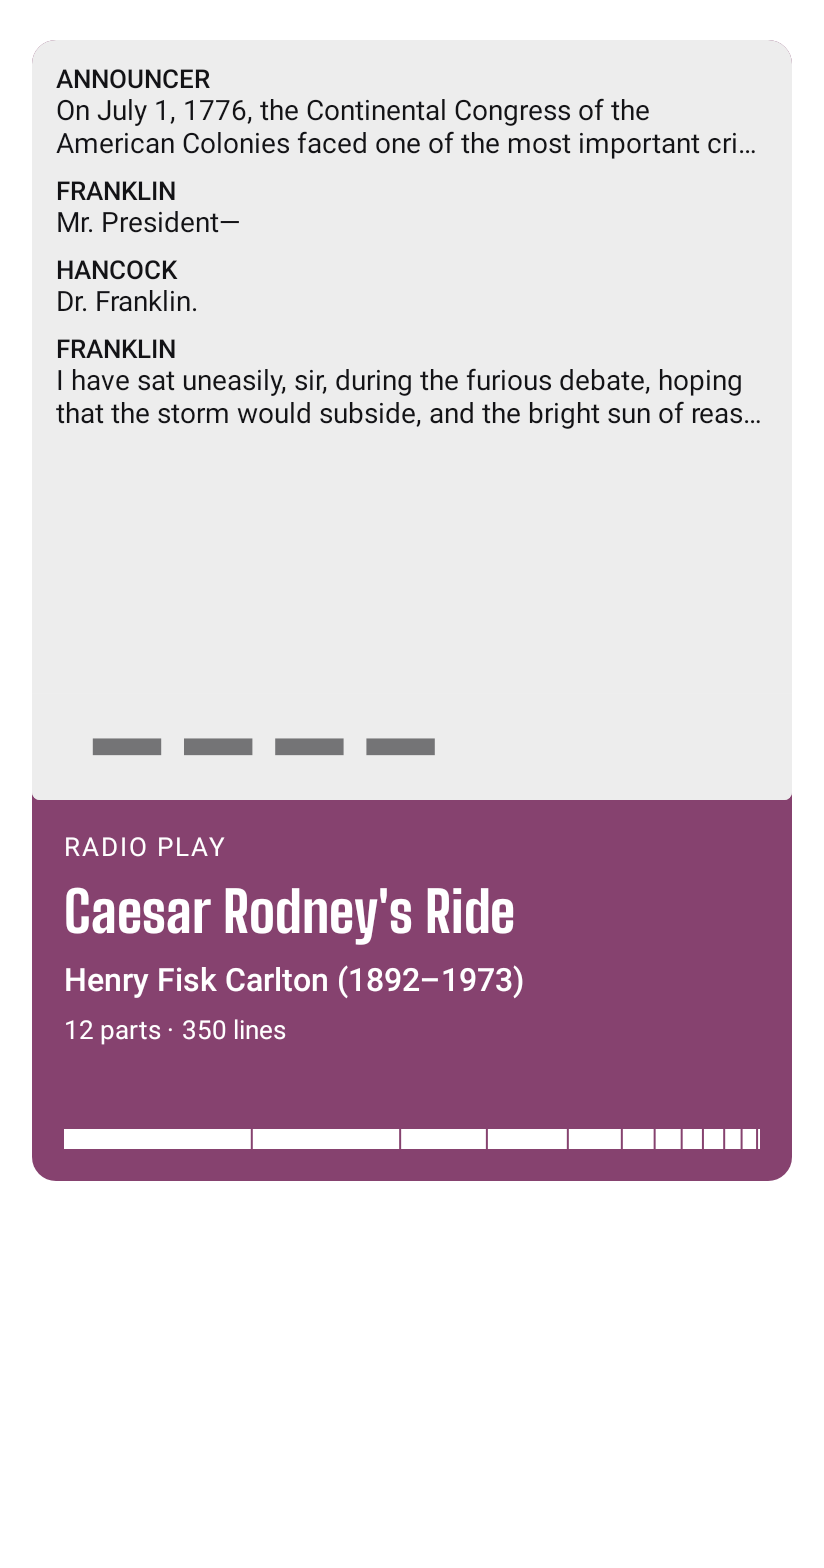 ANNOUNCER
On July 1, 1776, the Continental Congress of the
American Colonies faced one of the most important cri…
FRANKLIN
Mr. President—
HANCOCK
Dr. Franklin.
FRANKLIN
I have sat uneasily, sir, during the furious debate, hoping
that the storm would subside, and the bright sun of reas…
RADIO PLAY
Caesar Rodney's Ride
Henry Fisk Carlton (1892–1973)
12 parts · 350 lines